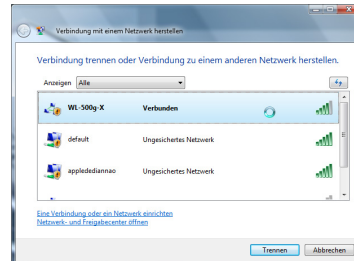 Verbindung mit einem Netzwerk herstellen
Verbindung trennen oder Verbindung zu einem anderen Netzwerk herstellen.
Anzeigen Alle
WL-500g-X Verbunden
default Ungesichertes Netzwerk
appledediannao Ungesichertes Netzwerk
Eine Verbindung oder ein Netzwerk einrichten
Netzwerk- und Freigabecenter öffnen
Trennen Abbrechen